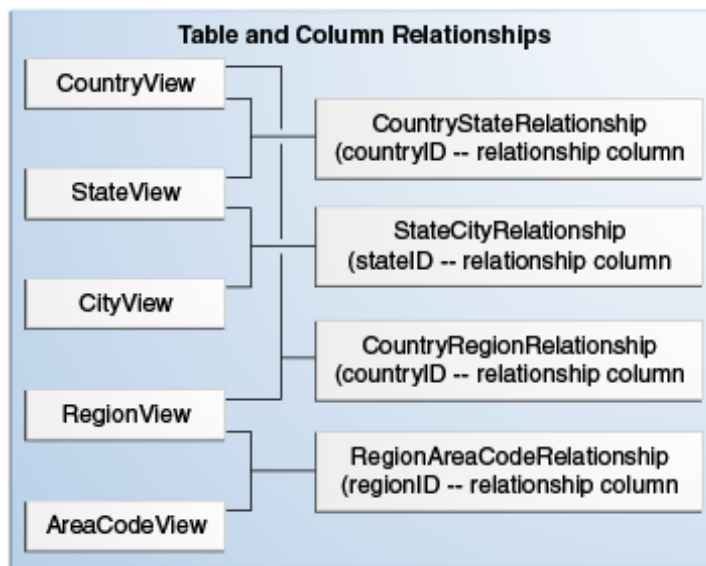 Table and Column Relationships
CountryView
CountryStateRelationship
(countryID -- relationship column
StateView
StateCityRelationship
(stateID -- relationship column
CityView
CountryRegionRelationship
(countryID -- relationship column
RegionView
RegionAreaCodeRelationship
(regionID -- relationship column
AreaCodeView